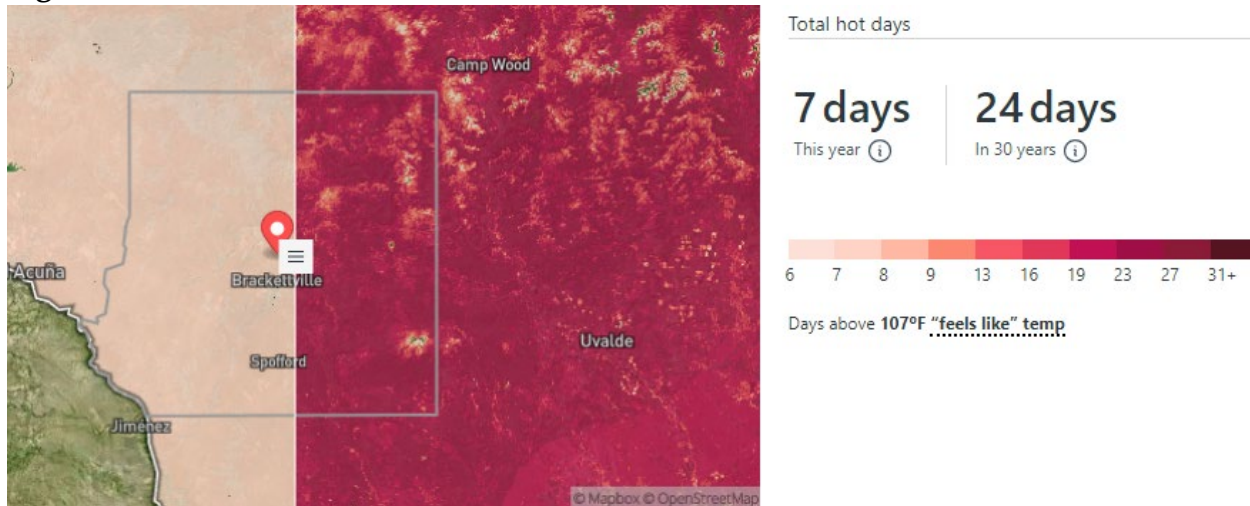 Camp Wood
Acuña
Brackettville
Uvalde
Spofford
Jiménez
© Mapbox © OpenStreetMap
Total hot days
7 days
24 days
This year i
In 30 years i
6 7 8 9 13 16 19 23 27 31+
Days above 107ºF “feels like” temp